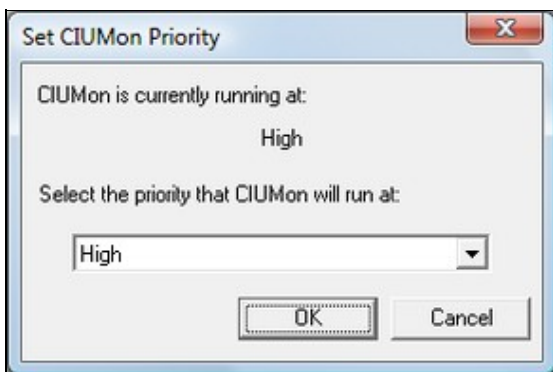 Set CIUMon Priority
CIUMon is currently running at:
High
Select the priority that CIUMon will run at:
High
OK Cancel